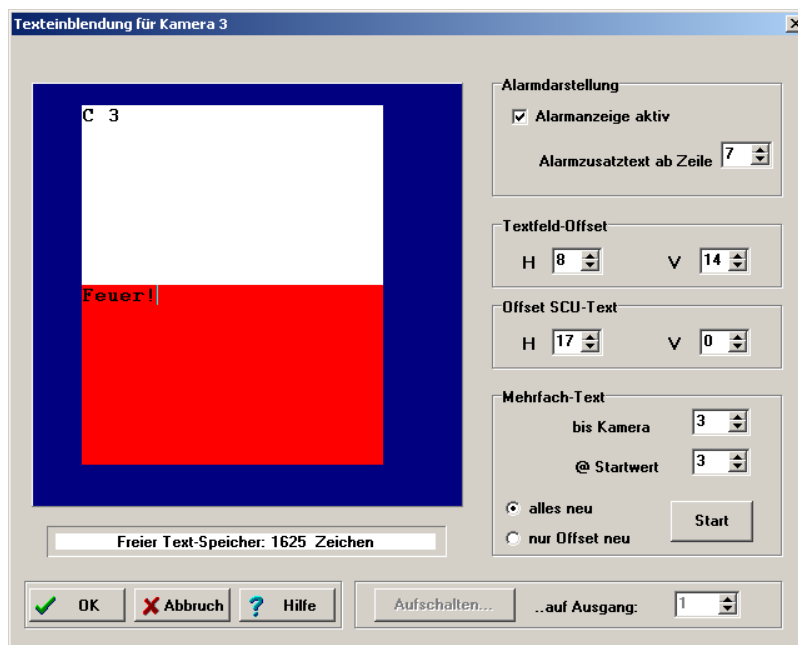 Texteinblendung für Kamera 3
C 3
Feuer!
Freier Text-Speicher: 1625 Zeichen
Alarmdarstellung
Alarmanzeige aktiv
Alarmzusatztext ab Zeile 7
Textfeld-Offset
H 8 V 14
Offset SCU-Text
H 17 V 0
Mehrfach-Text
bis Kamera 3
@ Startwert 3
alles neu
nur Offset neu
Start
OK Abbruch ? Hilfe
Aufschalten... ..auf Ausgang: 1